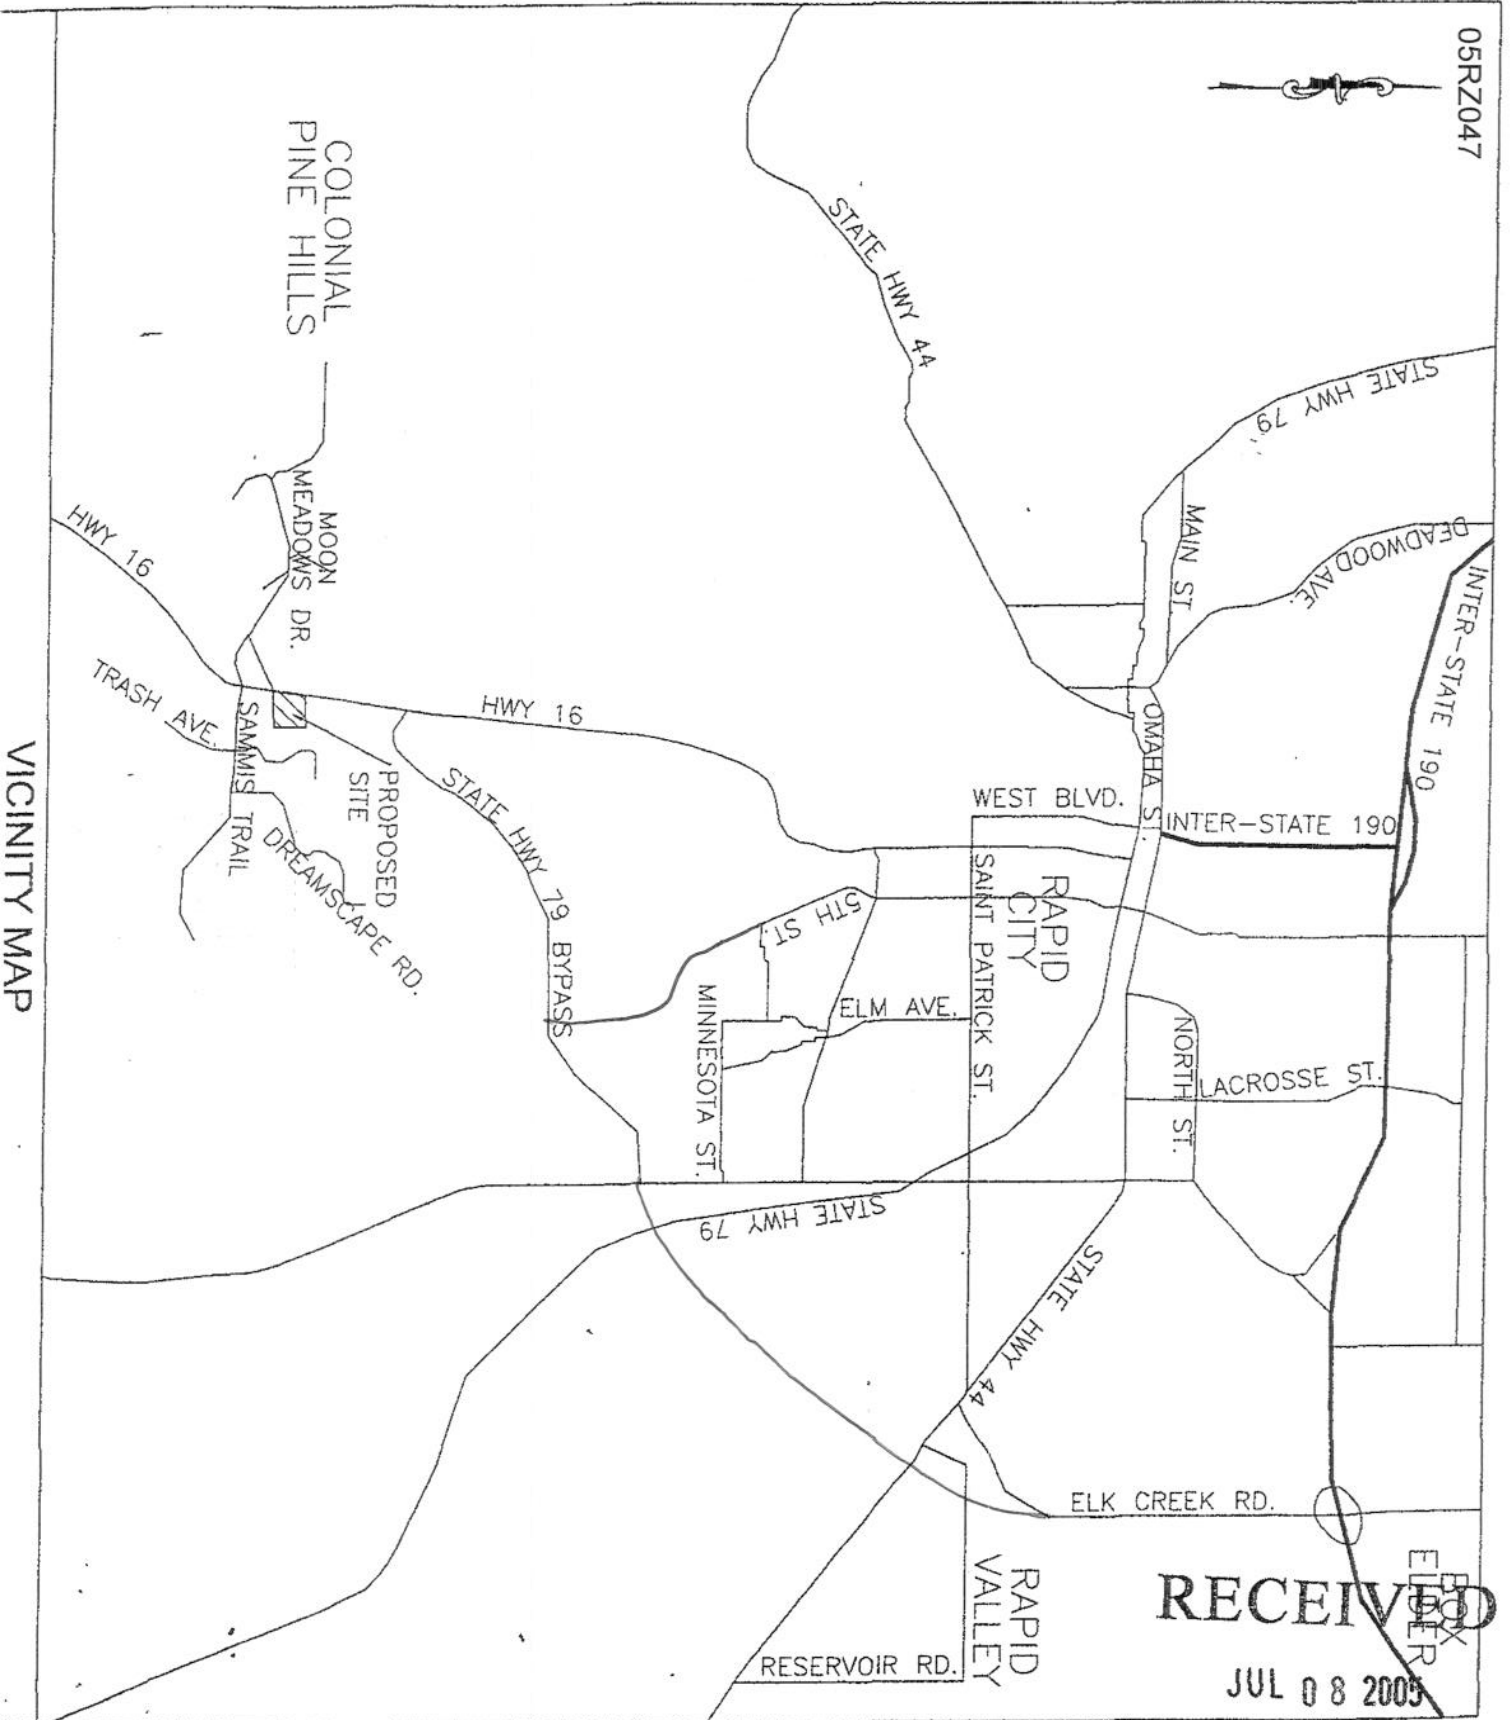 05RZ047
STATE HWY 44
STATE HWY 79
COLONIAL
PINE HILLS
MAIN ST.
DEADWOOD AVE.
INTER-STATE 190
MOON
MEADOWS DR.
HWY 16
TRASH AVE.
SAMMIS TRAIL
HWY 16
PROPOSED
SITE
STATE HWY 79 BYPASS
DREAMSCAPE RD.
OMAHA ST.
WEST BLVD.
INTER-STATE 190
RAPID
CITY
SAINT PATRICK ST.
5TH ST.
ELM AVE.
MINNESOTA ST.
NORTH ST.
LACROSSE ST.
STATE HWY 79
STATE HWY 44
ELK CREEK RD.
RAPID
VALLEY
RESERVOIR RD.
BOX
ELDER
RECEIVED
JUL 08 2005
VICINITY MAP